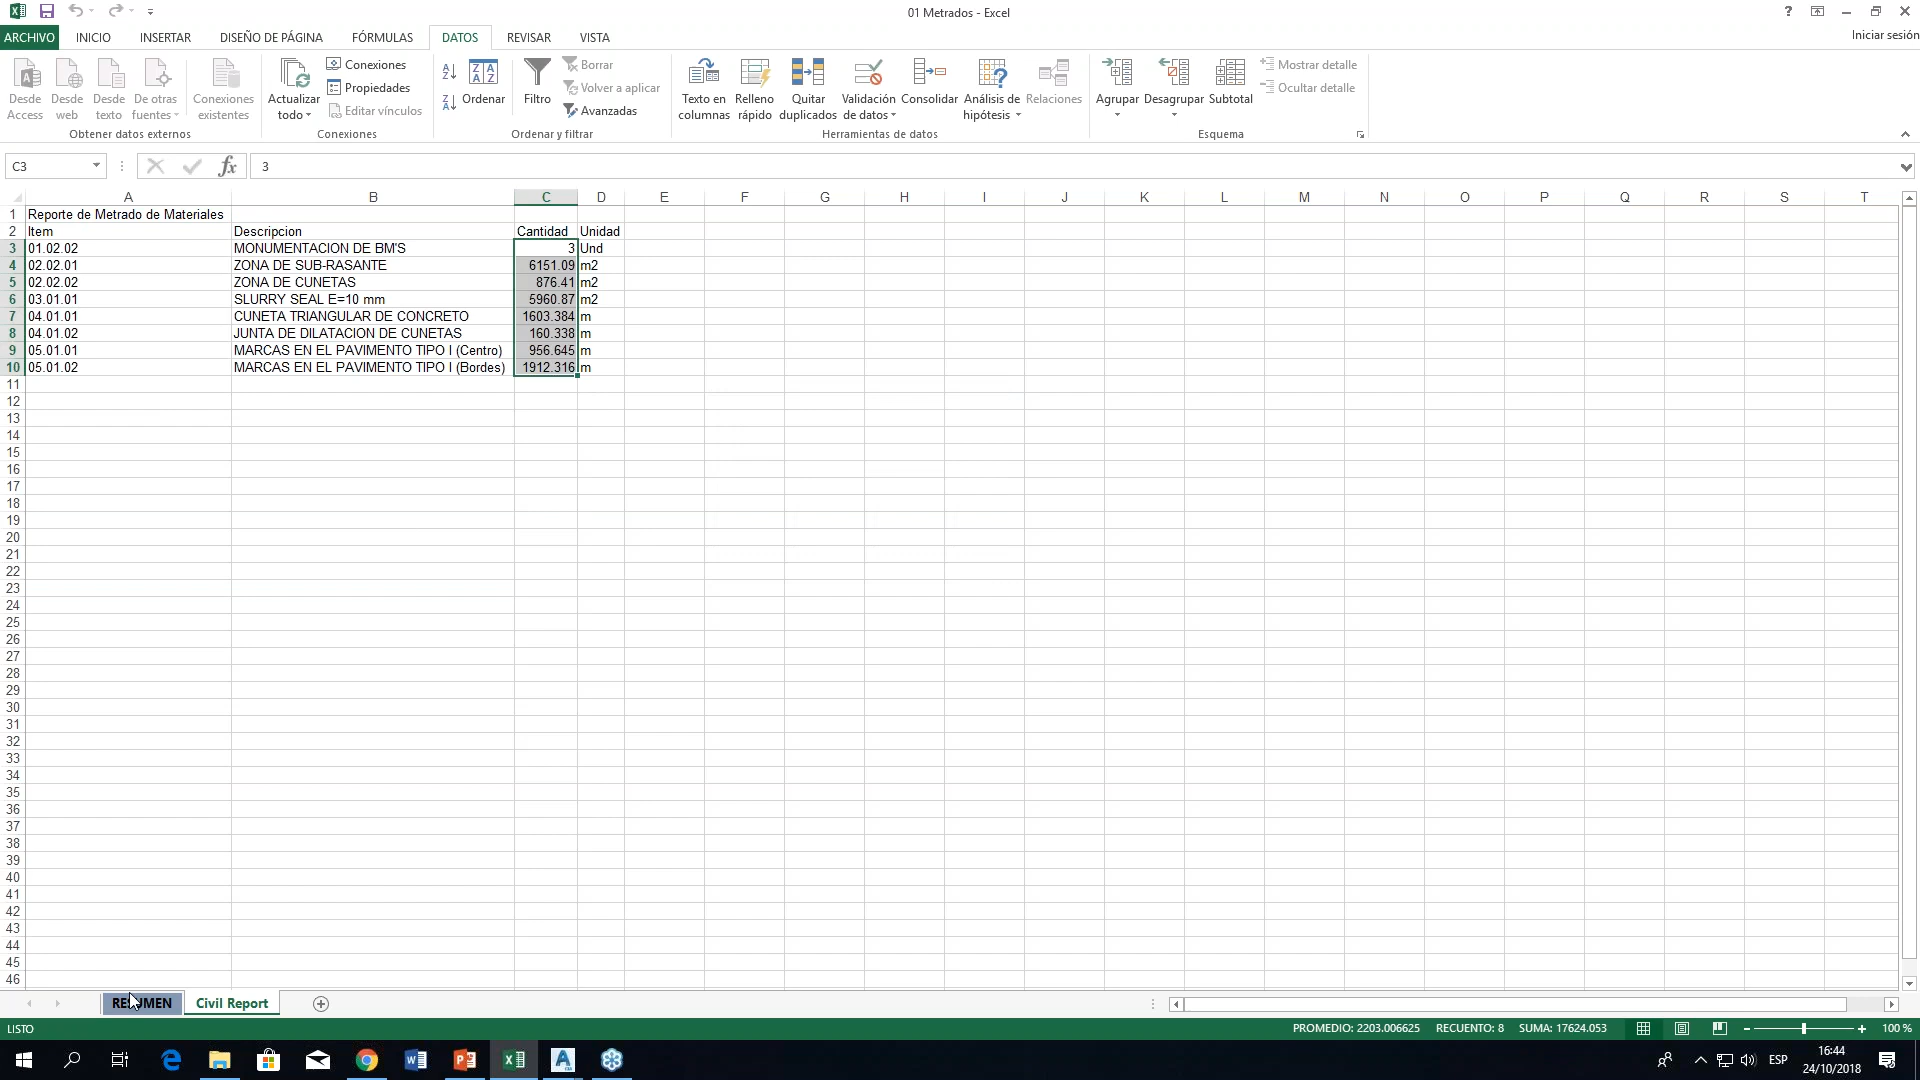 01 Metrados - Excel
ARCHIVO INICIO INSERTAR DISEÑO DE PÁGINA FÓRMULAS DATOS REVISAR VISTA
Iniciar sesión
Desde Access
Desde web
Desde texto
De otras fuentes
Conexiones existentes
Obtener datos externos
Actualizar todo
Conexiones
Propiedades
Editar vínculos
Conexiones
Ordenar
Filtro
Borrar
Volver a aplicar
Avanzadas
Ordenar y filtrar
Texto en columnas
Relleno rápido
Quitar duplicados
Validación de datos
Consolidar
Análisis de hipótesis
Relaciones
Herramientas de datos
Agrupar
Desagrupar
Subtotal
Mostrar detalle
Ocultar detalle
Esquema
C3 fx 3
A B C D E F G H I J K L M N O P Q R S T
1 Reporte de Metrado de Materiales
2 Item Descripcion Cantidad Unidad
3 01.02.02 MONUMENTACION DE BM'S 3 Und
4 02.02.01 ZONA DE SUB-RASANTE 6151.09 m2
5 02.02.02 ZONA DE CUNETAS 876.41 m2
6 03.01.01 SLURRY SEAL E=10 mm 5960.87 m2
7 04.01.01 CUNETA TRIANGULAR DE CONCRETO 1603.384 m
8 04.01.02 JUNTA DE DILATACION DE CUNETAS 160.338 m
9 05.01.01 MARCAS EN EL PAVIMENTO TIPO I (Centro) 956.645 m
10 05.01.02 MARCAS EN EL PAVIMENTO TIPO I (Bordes) 1912.316 m
11
12
13
14
15
16
17
18
19
20
21
22
23
24
25
26
27
28
29
30
31
32
33
34
35
36
37
38
39
40
41
42
43
44
45
46
RESUMEN Civil Report
LISTO PROMEDIO: 2203.006625 RECUENTO: 8 SUMA: 17624.053 100 %
ESP 16:44
24/10/2018